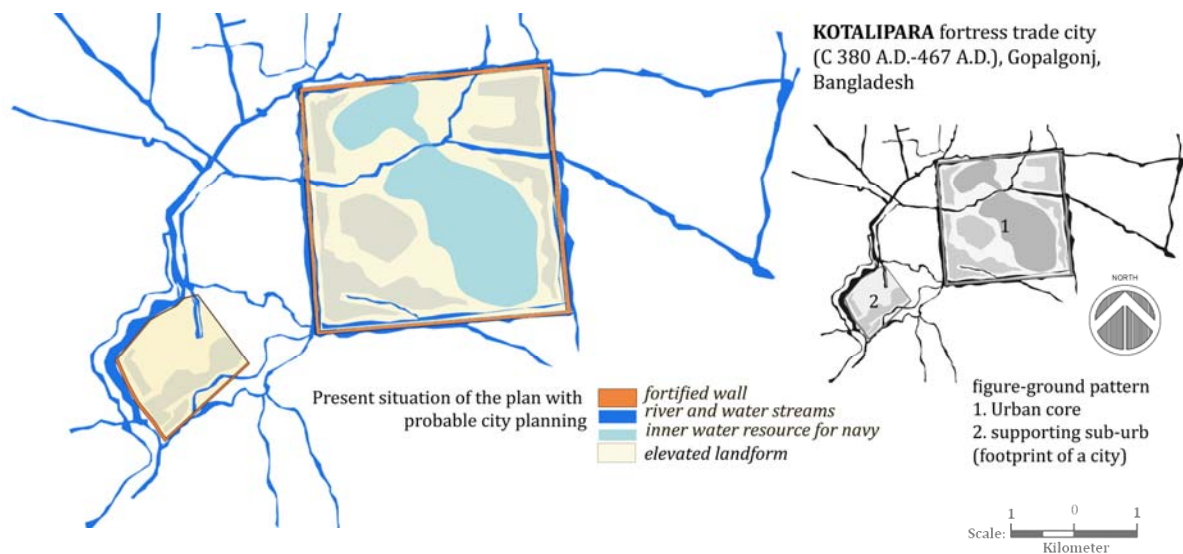 KOTALIPARA fortress trade city
(C 380 A.D.-467 A.D.), Gopalgonj,
Bangladesh
1
2
NORTH
Present situation of the plan with
probable city planning
fortified wall
river and water streams
inner water resource for navy
elevated landform
figure-ground pattern
1. Urban core
2. supporting sub-urb
(footprint of a city)
1 0 1
Scale:
Kilometer